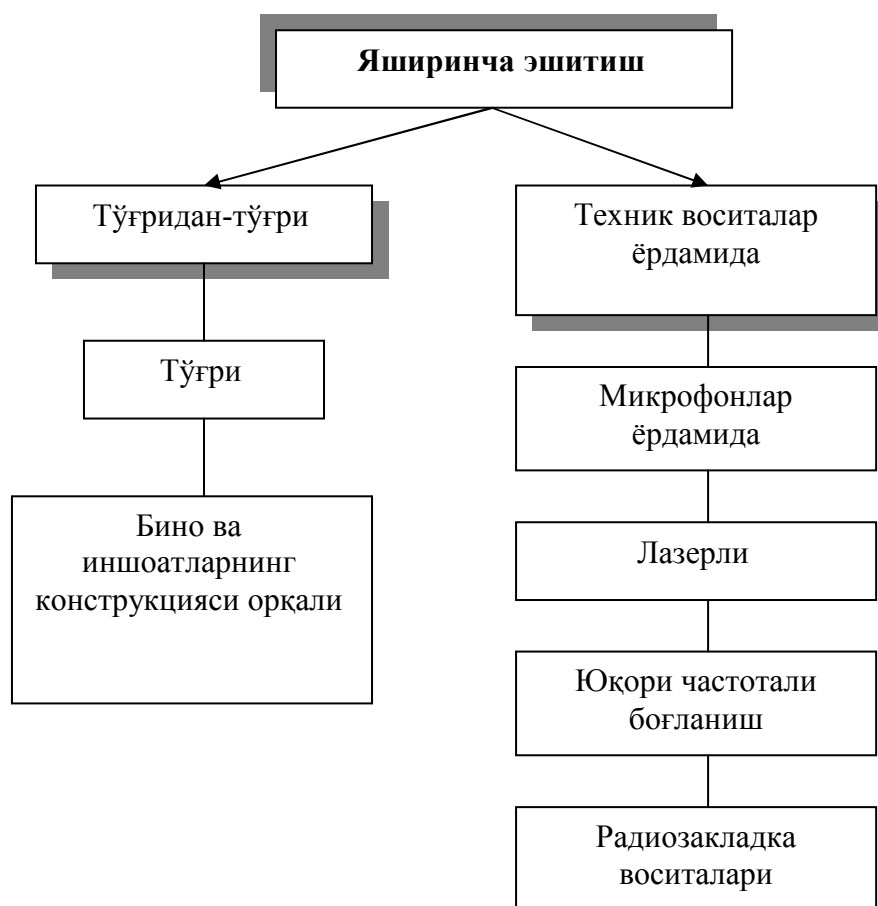 Яширинча эшитиш
Тўғридан-тўғри
Тўғри
Бино ва
иншоатларнинг
конструкцияси орқали
Техник воситалар
ёрдамида
Микрофонлар
ёрдамида
Лазерли
Юқори частотали
боғланиш
Радиозакладка
воситалари